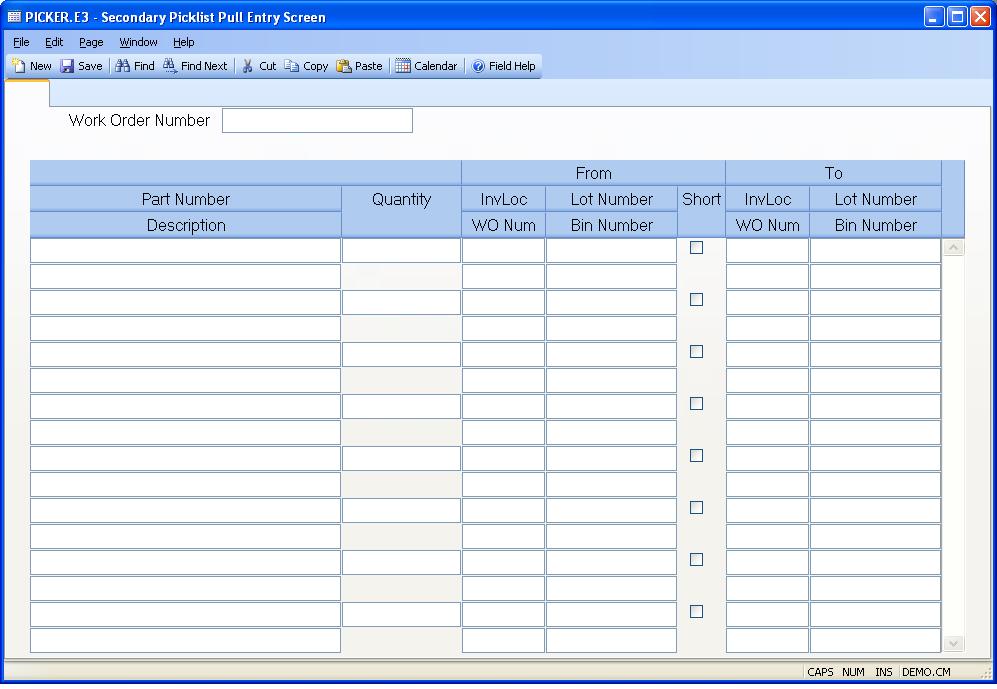 PICKER.E3 - Secondary Picklist Pull Entry Screen
File Edit Page Window Help
New Save Find Find Next Cut Copy Paste Calendar Field Help
Work Order Number
From To
Part Number Quantity InvLoc Lot Number Short InvLoc Lot Number
Description WO Num Bin Number WO Num Bin Number
CAPS NUM INS DEMO.CM